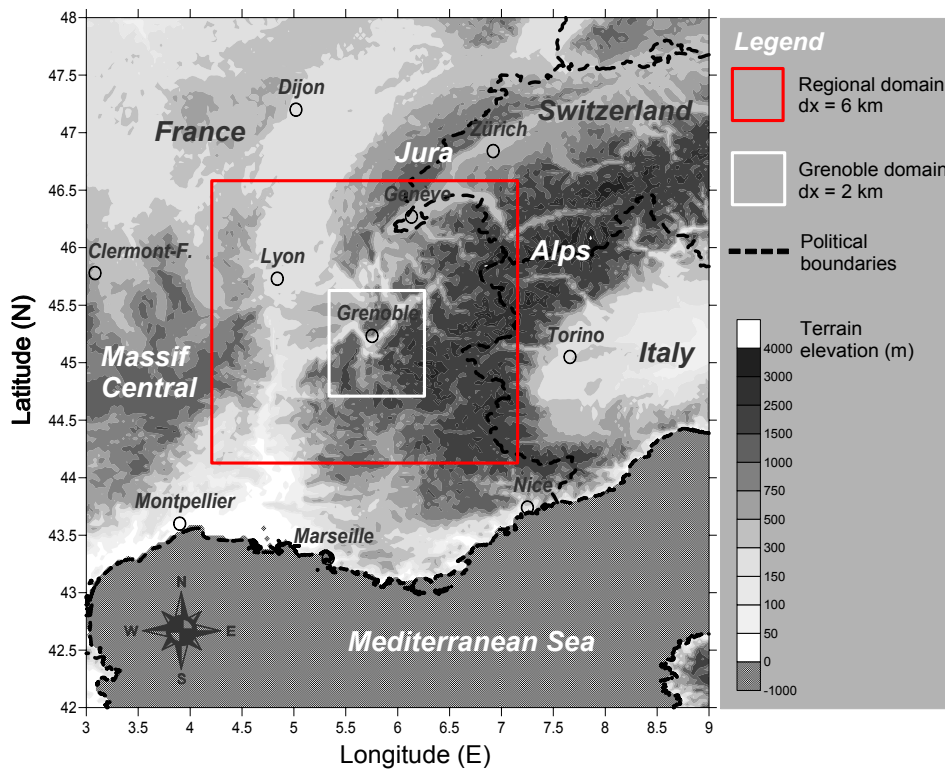 48
47.5
47
46.5
46
45.5
45
44.5
44
43.5
43
42.5
42
Latitude (N)
3
3.5
4
4.5
5
5.5
6
6.5
7
7.5
8
8.5
9
Longitude (E)
Dijon
France
Switzerland
Zürich
Jura
Genève
Clermont-F.
Lyon
Alps
Grenoble
Torino
Italy
Massif
Central
Montpellier
Nice
Marseille
Mediterranean Sea
N
W
E
S
Legend
Regional domain
dx = 6 km
Grenoble domain
dx = 2 km
Political
boundaries
Terrain
elevation (m)
4000
3000
2500
1500
1000
750
500
300
150
100
50
0
-1000